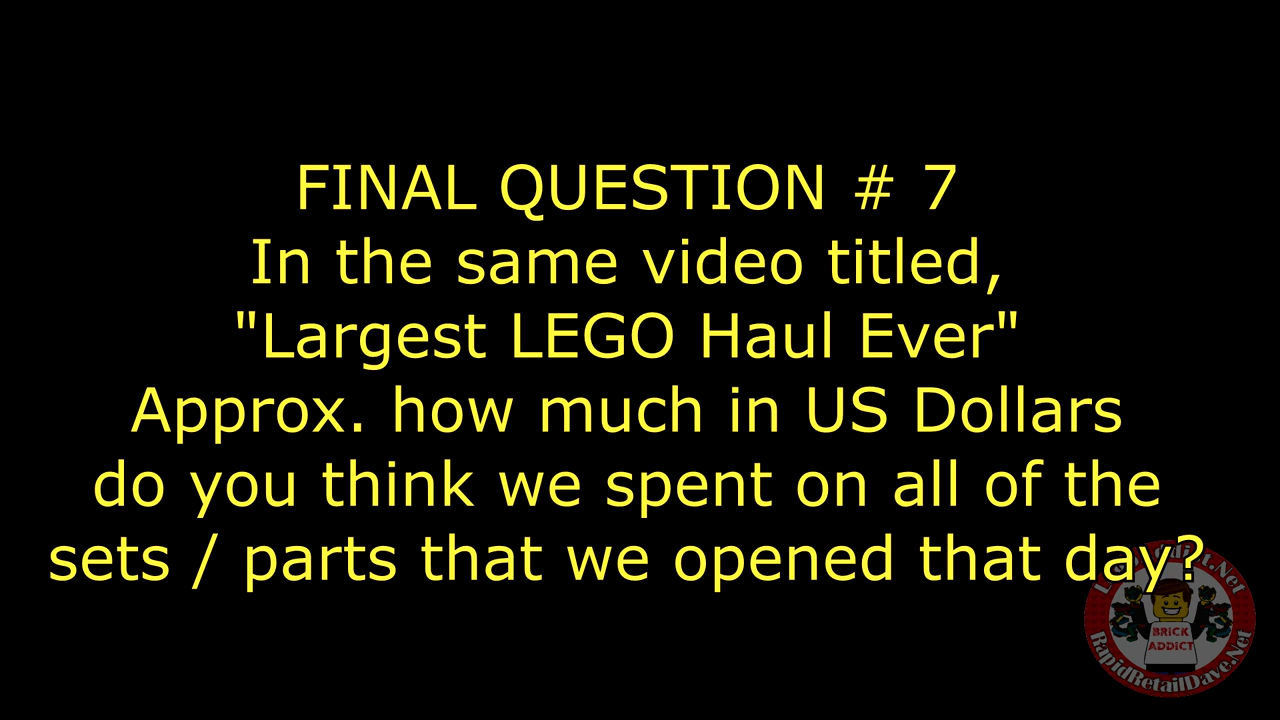 FINAL QUESTION # 7
In the same video titled,
"Largest LEGO Haul Ever"
Approx. how much in US Dollars
do you think we spent on all of the
sets / parts that we opened that day?
BRICK
ADDICT
RapidRetailDave.Net